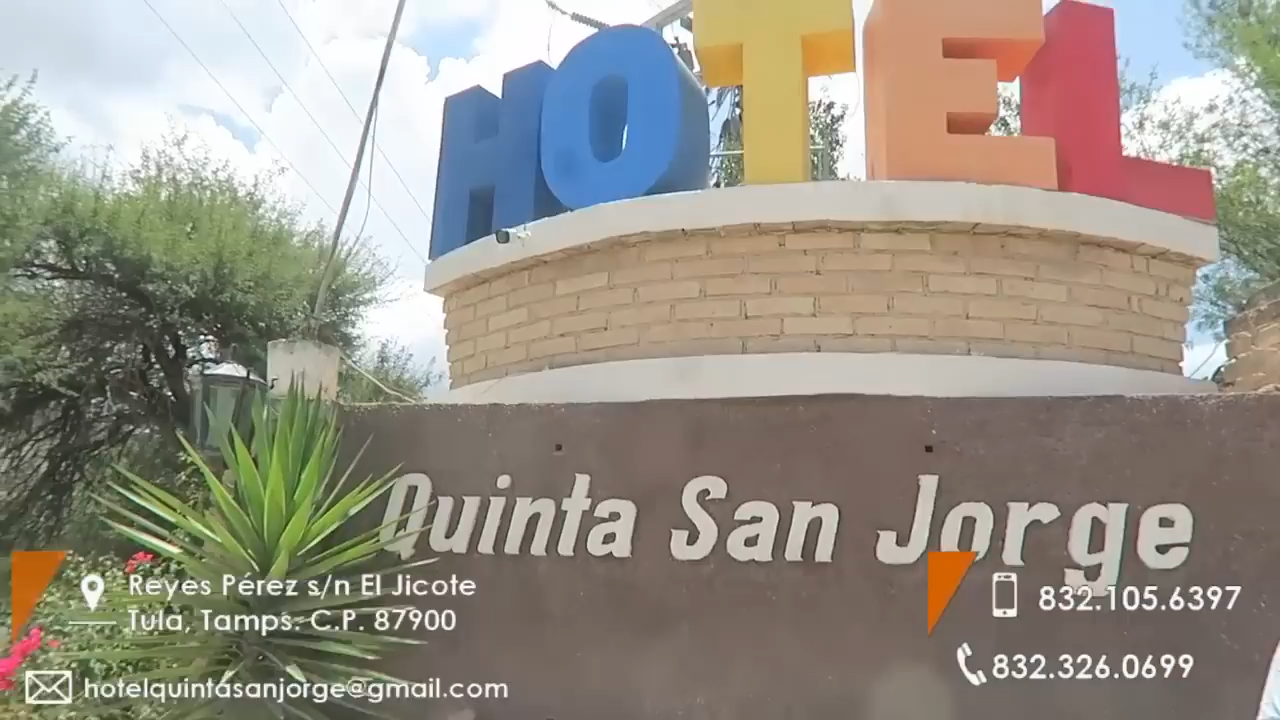 HOTEL
Quinta San Jorge
Reyes Pérez s/n El Jicote
Tula, Tamps. C.P. 87900
hotelquintasanjorge@gmail.com
832.105.6397
832.326.0699